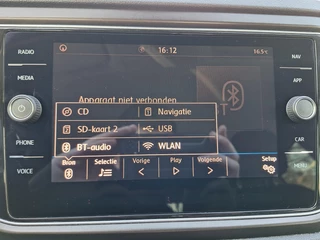 RADIO
MEDIA
PHONE
VOICE
NAV
APP
CAR
MENU
16:12
16.5°C
Apparaat niet verbonden.
CD
Navigatie
SD-kaart 2
USB
BT-audio
WLAN
Bron
Selectie
Vorige
Play
Volgende
Setup